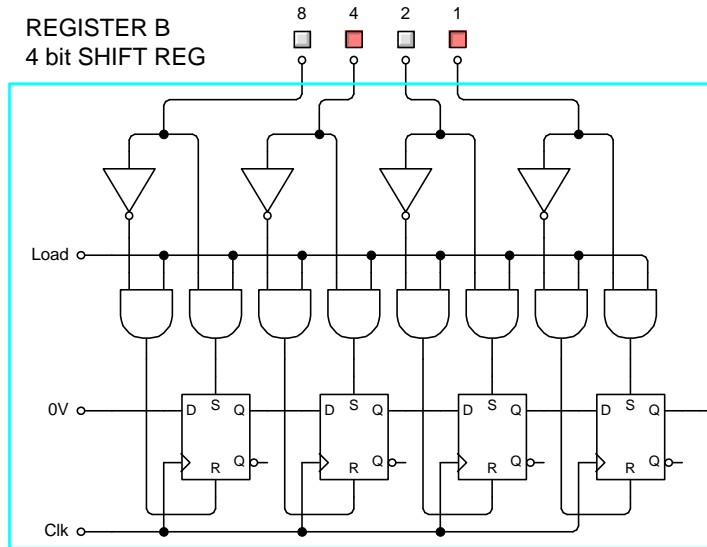 REGISTER B
4 bit SHIFT REG
8 4 2 1
Load
0V
D S Q D S Q D S Q D S Q
R Q R Q R Q R Q
Clk